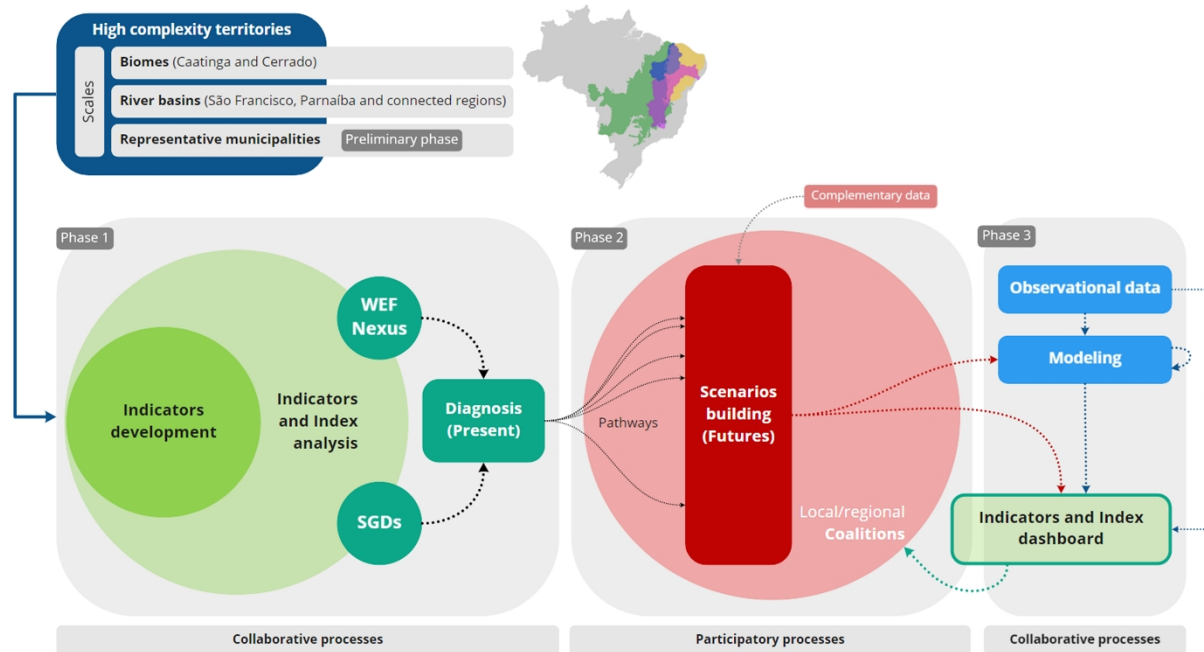 High complexity territories
Scales
Biomes (Caatinga and Cerrado)
River basins (São Francisco, Parnaíba and connected regions)
Representative municipalities Preliminary phase
Complementary data
Phase 1
Indicators
development
Indicators
and Index
analysis
WEF
Nexus
SGDs
Diagnosis
(Present)
Phase 2
Pathways
Scenarios
building
(Futures)
Local/regional
Coalitions
Phase 3
Observational data
Modeling
Indicators and Index
dashboard
Collaborative processes
Participatory processes
Collaborative processes